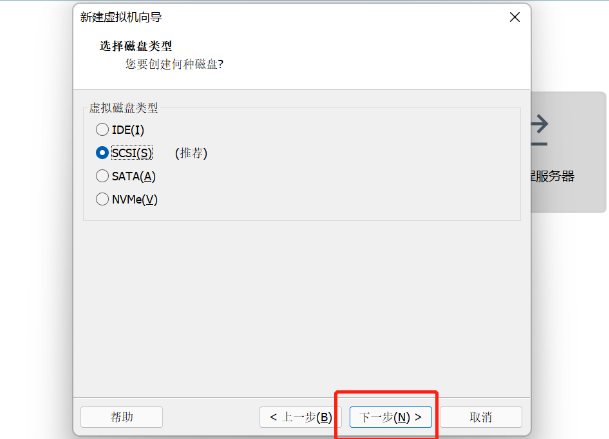 新建虚拟机向导
选择磁盘类型
您要创建何种磁盘?
虚拟磁盘类型
IDE(I)
SCSI(S) (推荐)
SATA(A)
NVMe(V)
程服务器
帮助 < 上一步(B) 下一步(N) > 取消